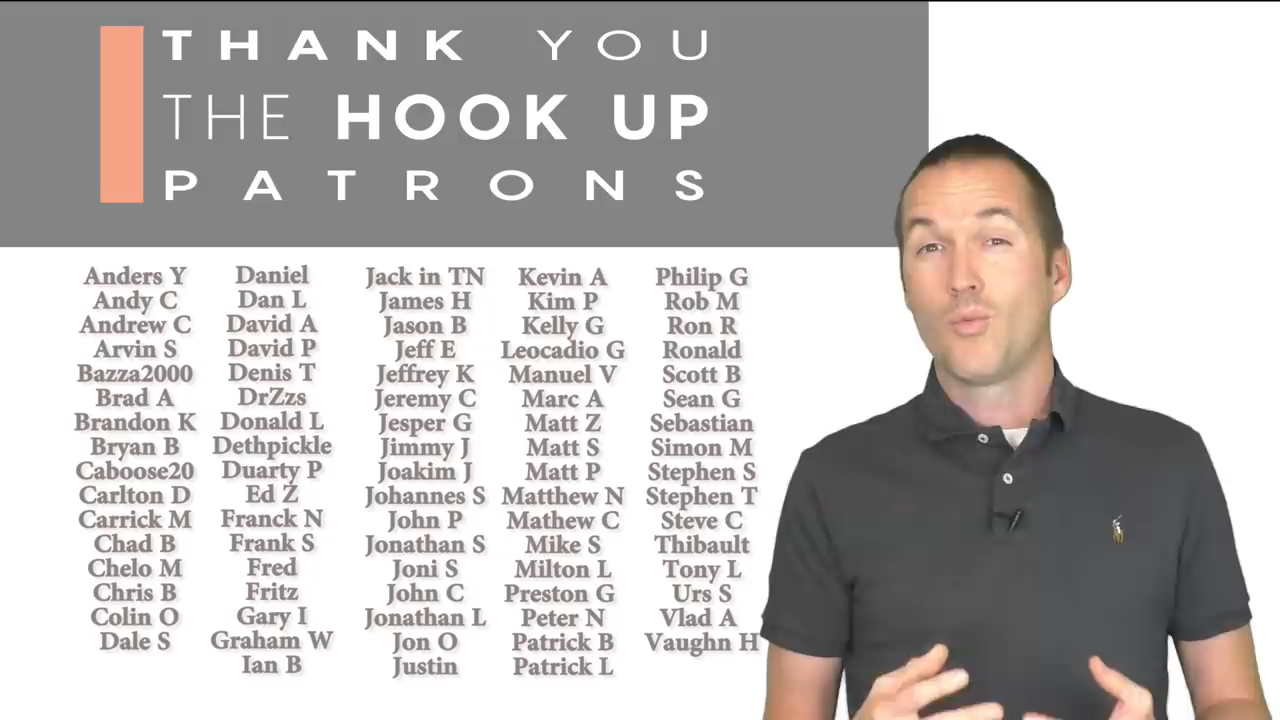 THANK YOU
THE HOOK UP
PATRONS
Anders Y
Andy C
Andrew C
Arvin S
Bazza2000
Brad A
Brandon K
Bryan B
Caboose20
Carlton D
Carrick M
Chad B
Chelo M
Chris B
Colin O
Dale S
Daniel
Dan L
David A
David P
Denis T
DrZzs
Donald L
Dethpickle
Duarty P
Ed Z
Franck N
Frank S
Fred
Fritz
Gary I
Graham W
Ian B
Jack in TN
James H
Jason B
Jeff E
Jeffrey K
Jeremy C
Jesper G
Jimmy J
Joakim J
Johannes S
John P
Jonathan S
Joni S
John C
Jonathan L
Jon O
Justin
Kevin A
Kim P
Kelly G
Leocadio G
Manuel V
Marc A
Matt Z
Matt S
Matt P
Matthew N
Mathew C
Mike S
Milton L
Preston G
Peter N
Patrick B
Patrick L
Philip G
Rob M
Ron R
Ronald
Scott B
Sean G
Sebastian
Simon M
Stephen S
Stephen T
Steve C
Thibault
Tony L
Urs S
Vlad A
Vaughn H